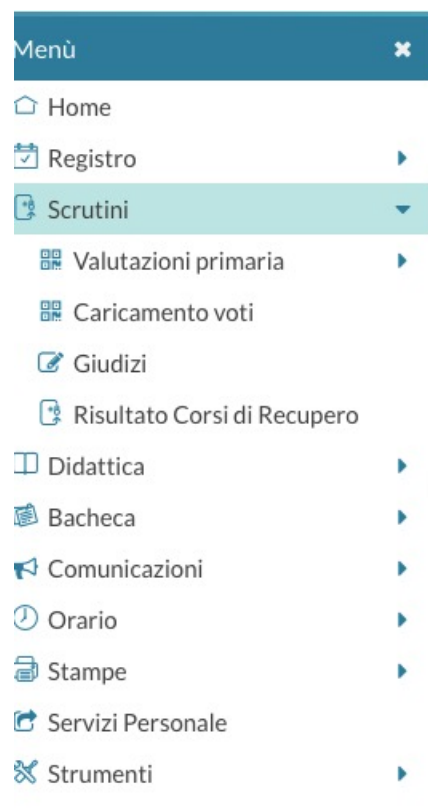 Menù
Home
Registro
Scrutini
Valutazioni primaria
Caricamento voti
Giudizi
Risultato Corsi di Recupero
Didattica
Bacheca
Comunicazioni
Orario
Stampe
Servizi Personale
Strumenti